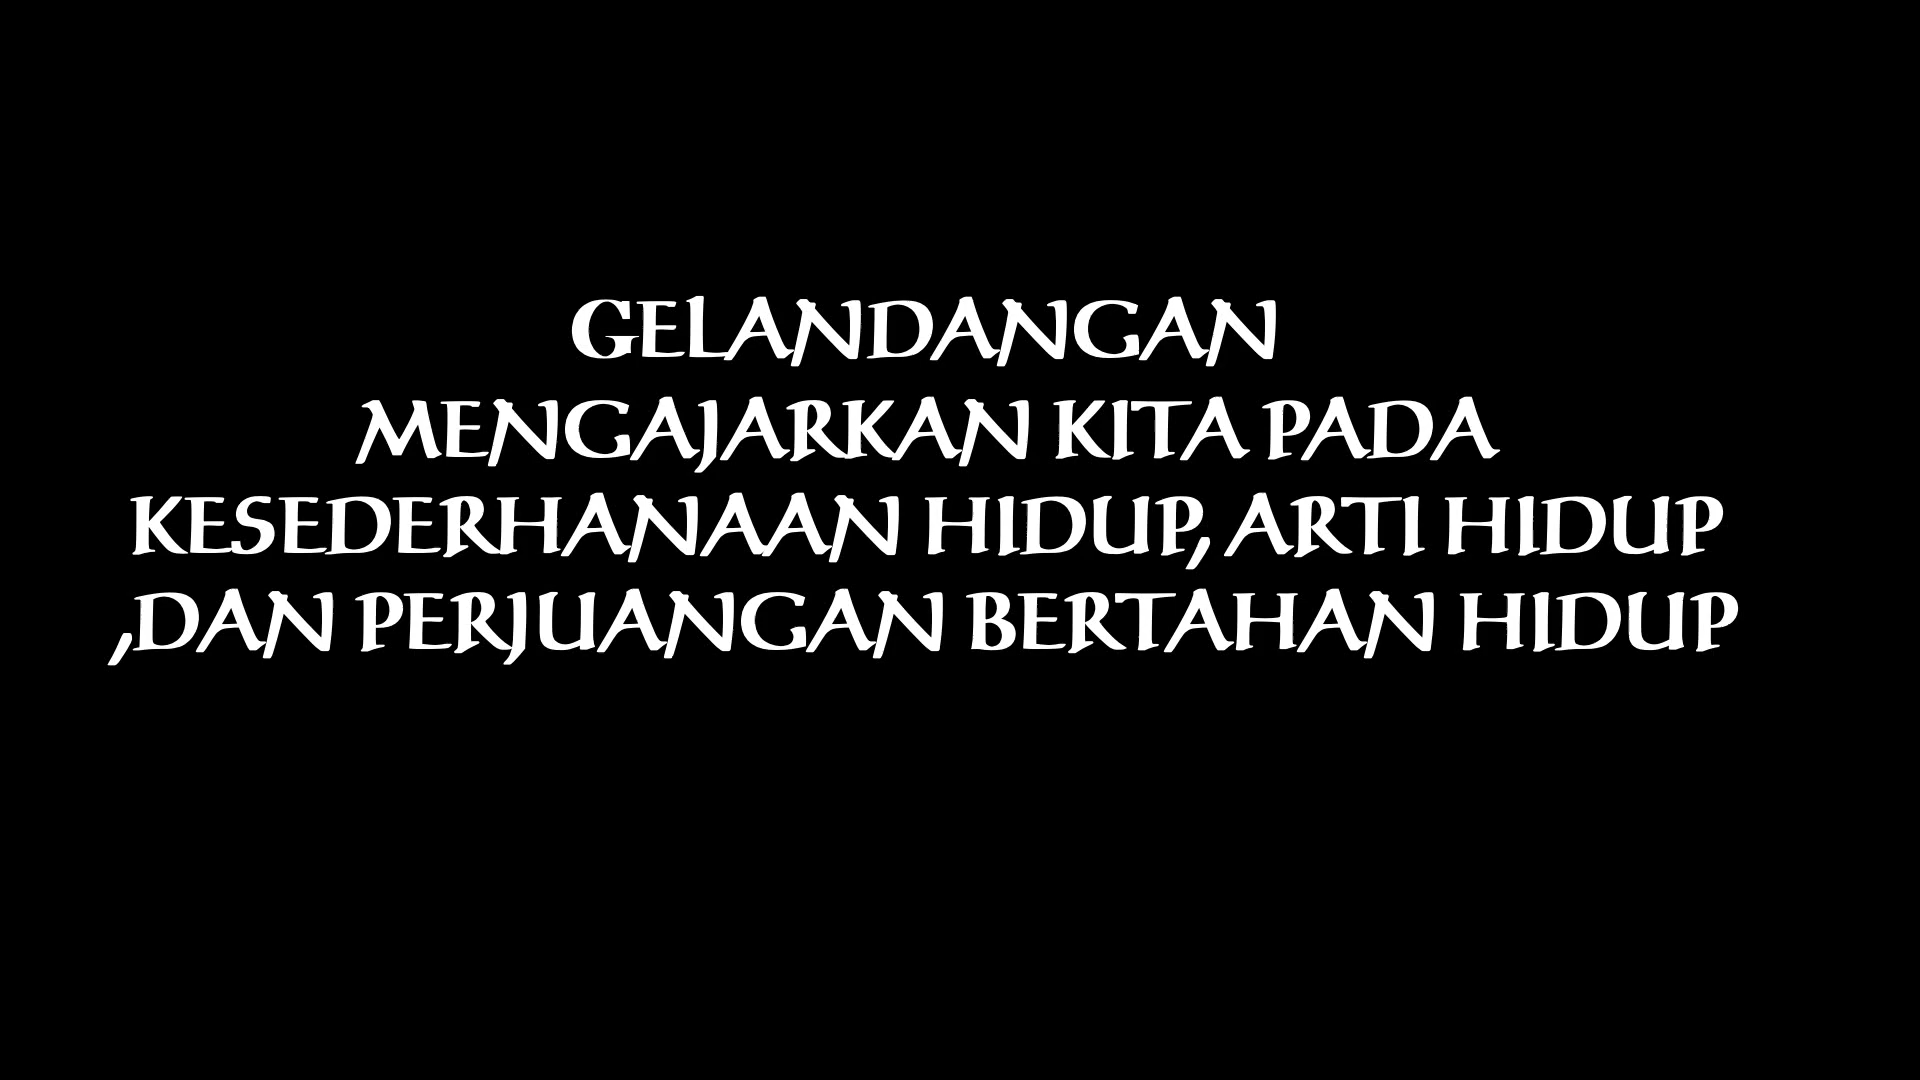 GELANDANGAN
MENGAJARKAN KITA PADA
KESEDERHANAAN HIDUP, ARTI HIDUP
,DAN PERJUANGAN BERTAHAN HIDUP